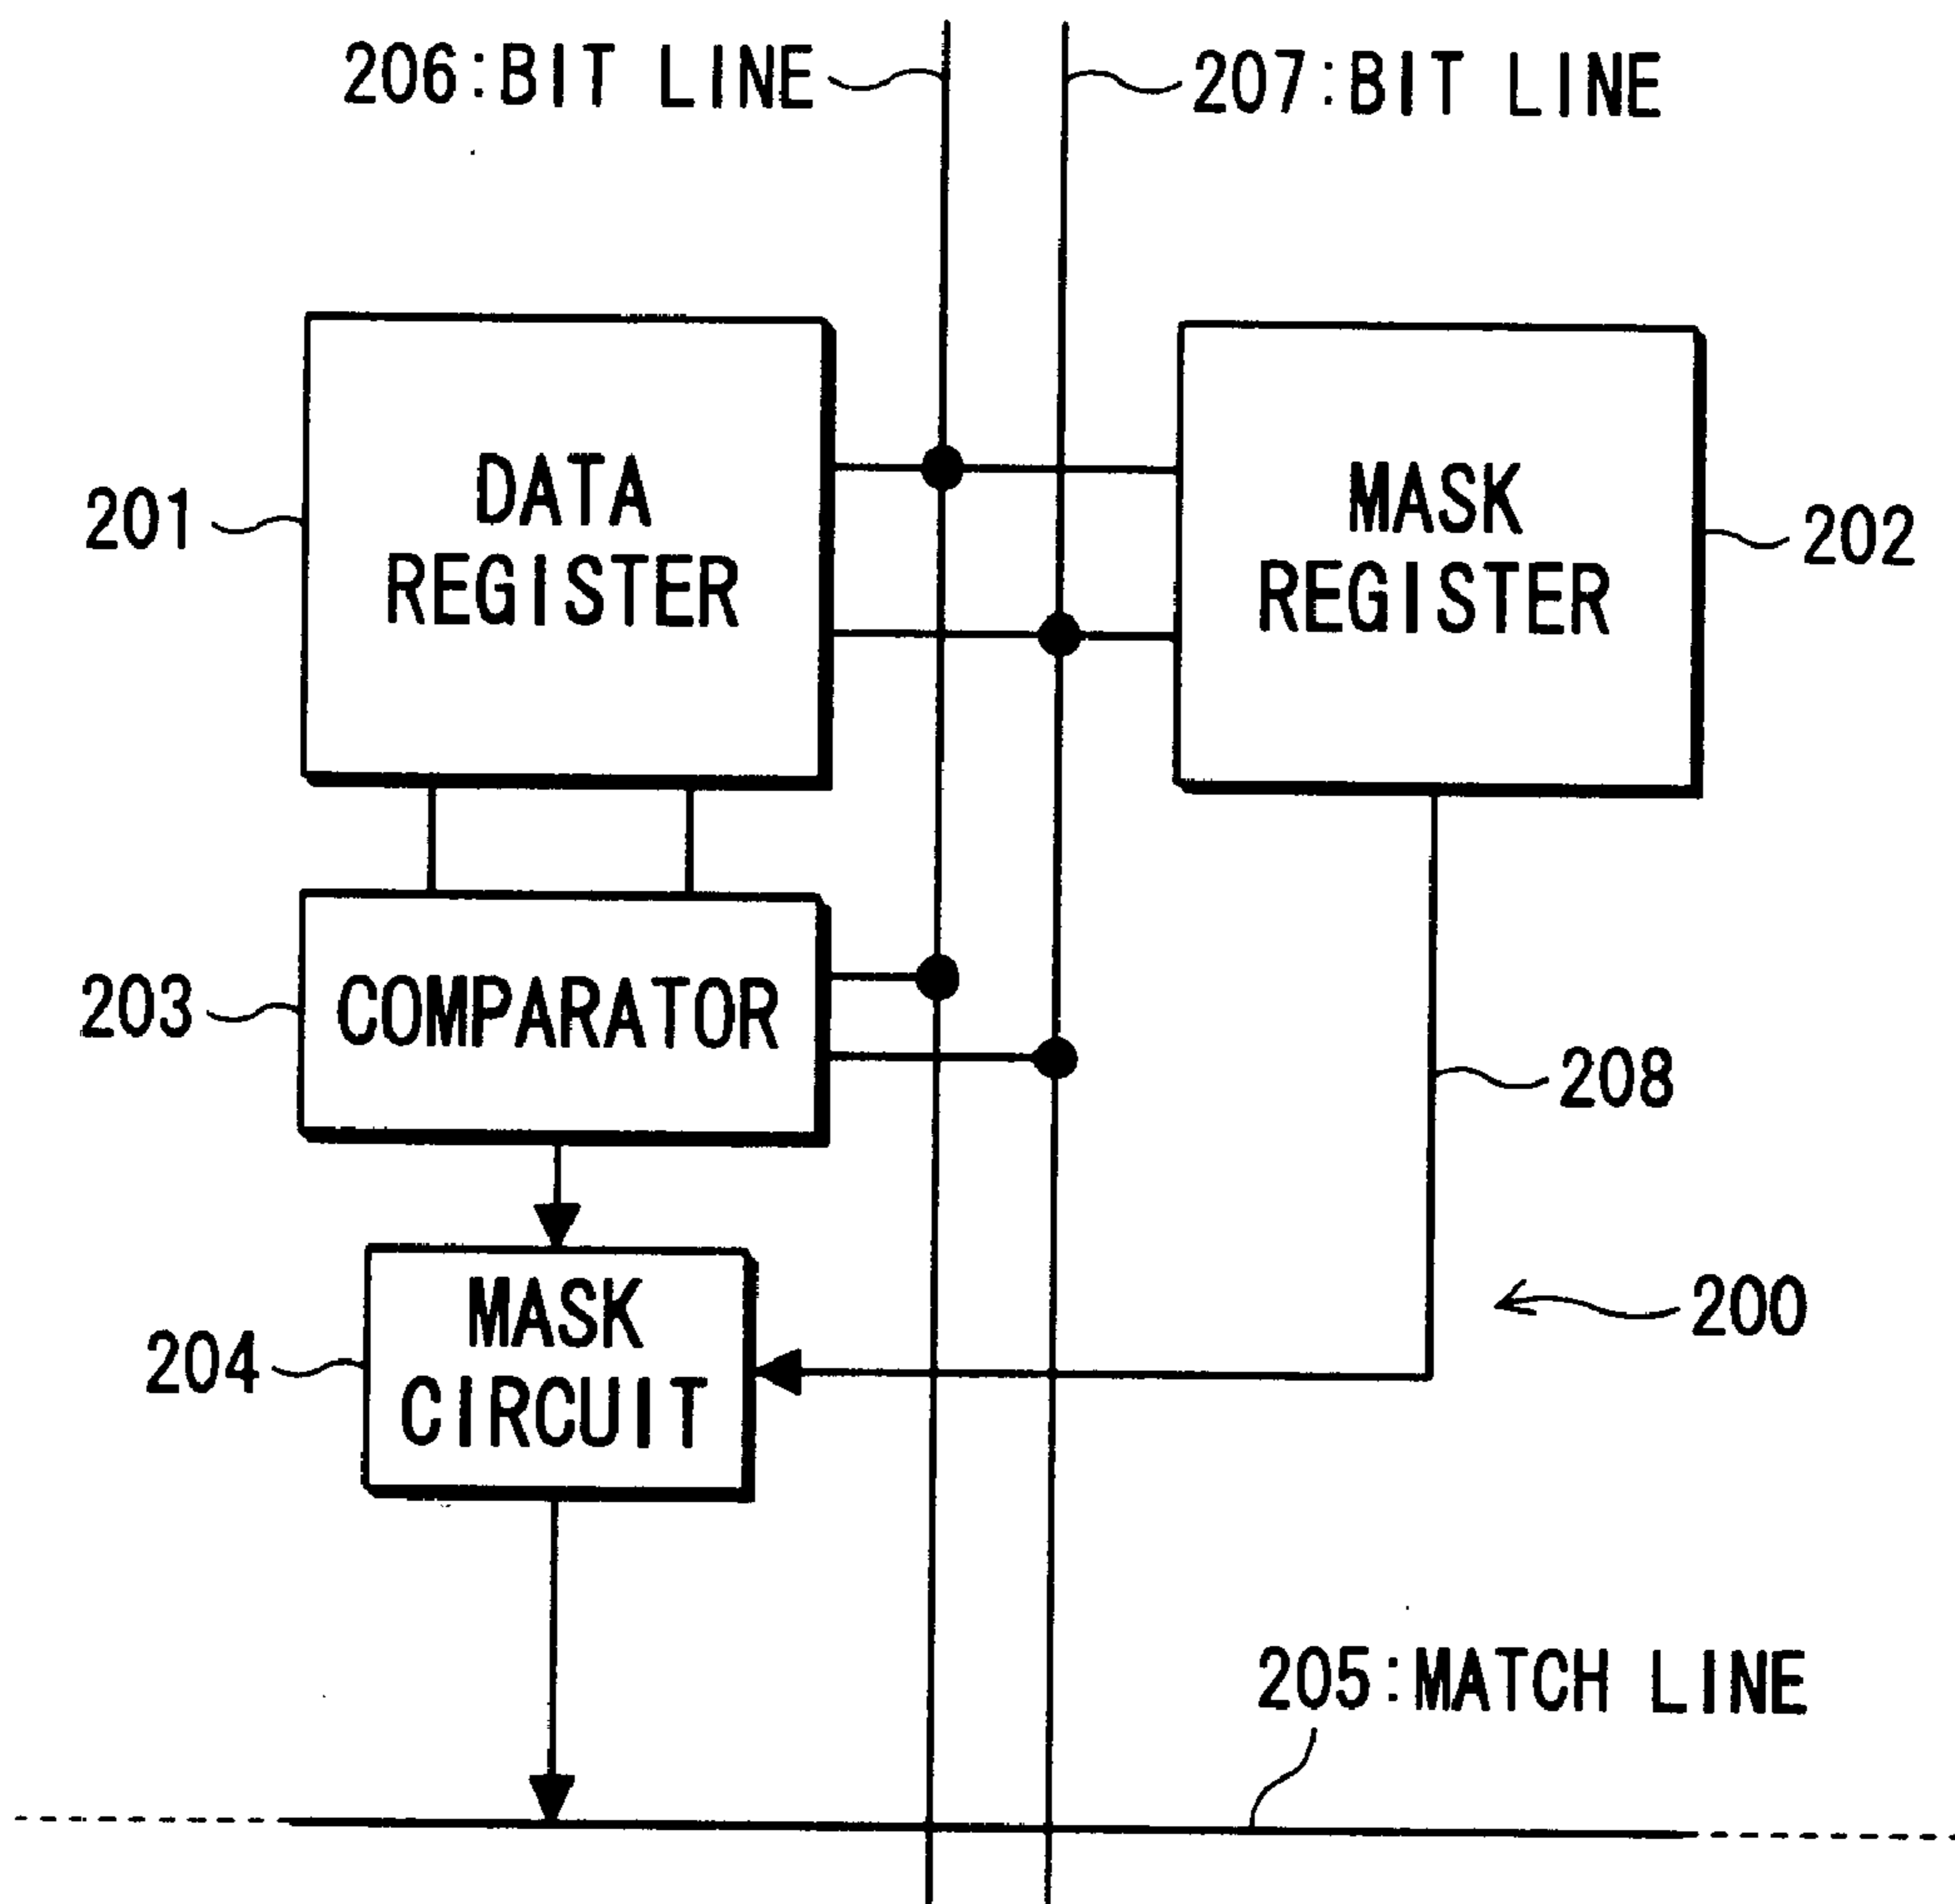 206:BIT LINE
207:BIT LINE
DATA
REGISTER
MASK
REGISTER
201
202
203
COMPARATOR
208
MASK
CIRCUIT
204
200
205:MATCH LINE